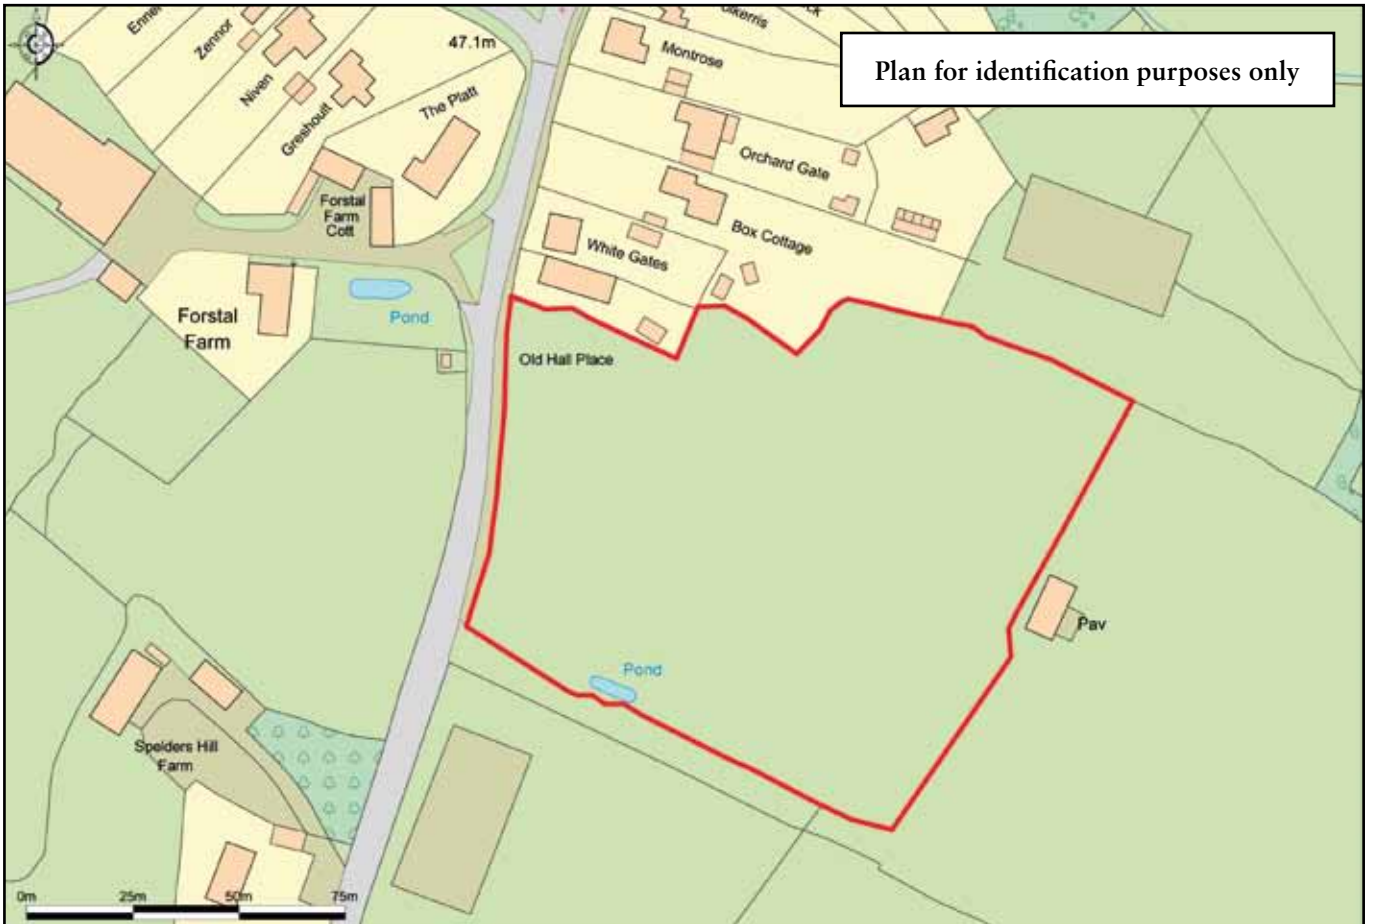 Plan for identification purposes only
Zennor
Niven
Greshoult
47.1m
The Platt
Montrose
Orchard Gale
Box Cottage
White Gates
Forstal
Farm
Cott
Forstal
Farm
Pond
Old Hall Place
Pond
Pav
Spelders Hill
Farm
0m 25m 50m 75m